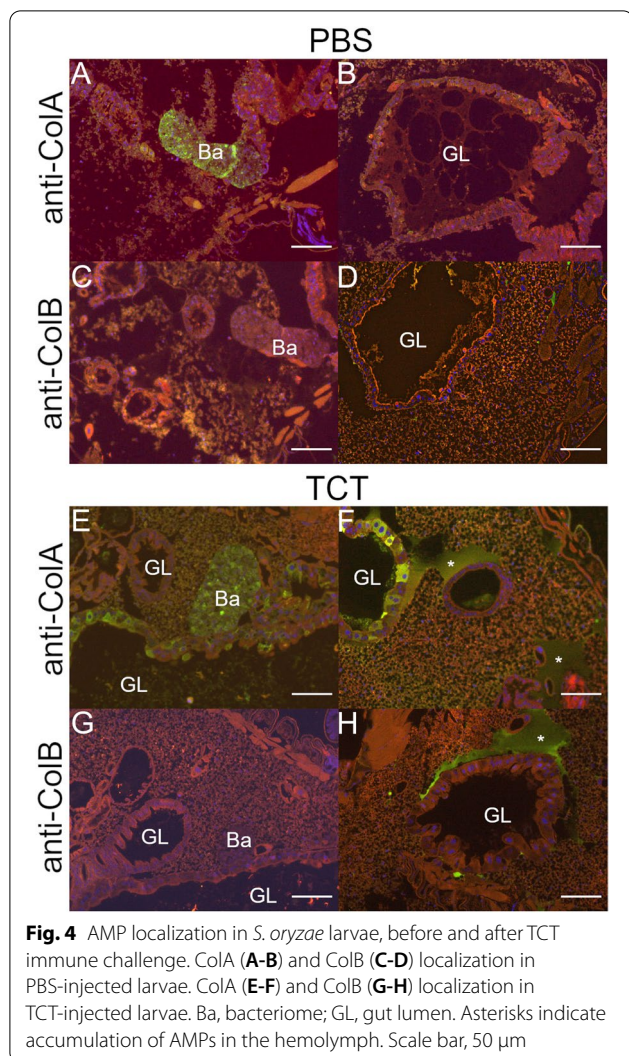 PBS
anti-ColA
A
Ba
B
GL
anti-ColB
C
Ba
D
GL
TCT
anti-ColA
E
GL
Ba
GL
F
GL
*
*
anti-ColB
G
GL
Ba
GL
H
*
GL
Fig. 4 AMP localization in S. oryzae larvae, before and after TCT
immune challenge. ColA (A-B) and ColB (C-D) localization in
PBS-injected larvae. ColA (E-F) and ColB (G-H) localization in
TCT-injected larvae. Ba, bacteriome; GL, gut lumen. Asterisks indicate
accumulation of AMPs in the hemolymph. Scale bar, 50 μm